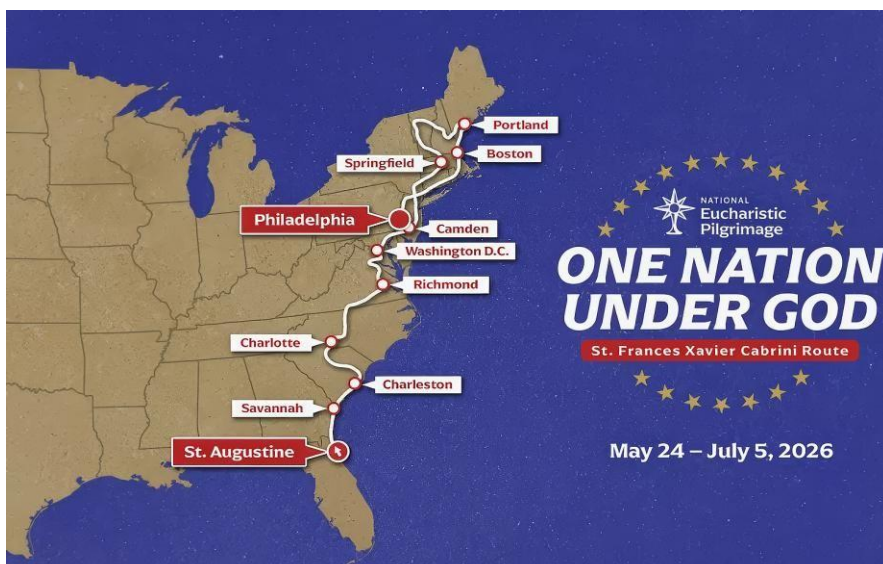 Portland
Boston
Springfield
Philadelphia
Camden
Washington D.C.
Richmond
Charlotte
Charleston
Savannah
St. Augustine
NATIONAL
Eucharistic
Pilgrimage
ONE NATION
UNDER GOD
St. Frances Xavier Cabrini Route
May 24 – July 5, 2026